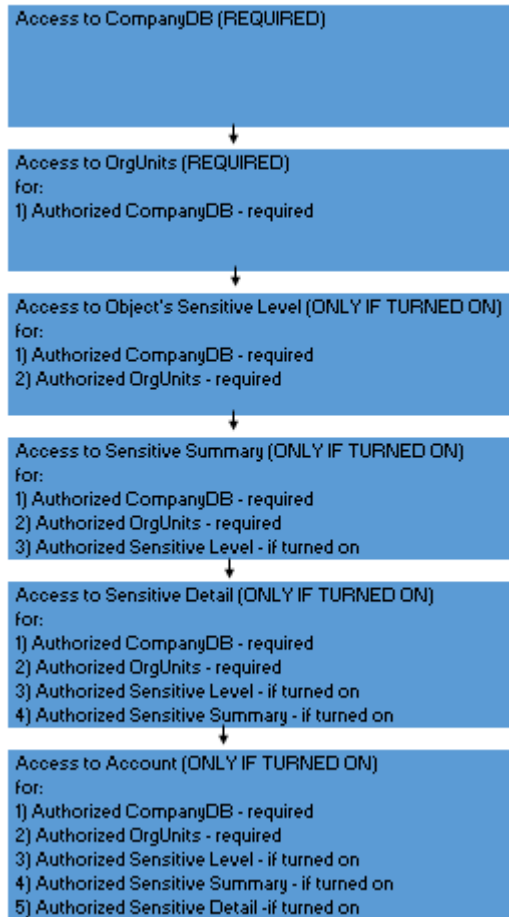 Access to CompanyDB (REQUIRED)
Access to OrgUnits (REQUIRED)
for:
1) Authorized CompanyDB - required
Access to Object's Sensitive Level (ONLY IF TURNED ON)
for:
1) Authorized CompanyDB - required
2) Authorized OrgUnits - required
Access to Sensitive Summary (ONLY IF TURNED ON)
for:
1) Authorized CompanyDB - required
2) Authorized OrgUnits - required
3) Authorized Sensitive Level - if turned on
Access to Sensitive Detail (ONLY IF TURNED ON)
for:
1) Authorized CompanyDB - required
2) Authorized OrgUnits - required
3) Authorized Sensitive Level - if turned on
4) Authorized Sensitive Summary - if turned on
Access to Account (ONLY IF TURNED ON)
for:
1) Authorized CompanyDB - required
2) Authorized OrgUnits - required
3) Authorized Sensitive Level - if turned on
4) Authorized Sensitive Summary - if turned on
5) Authorized Sensitive Detail -if turned on